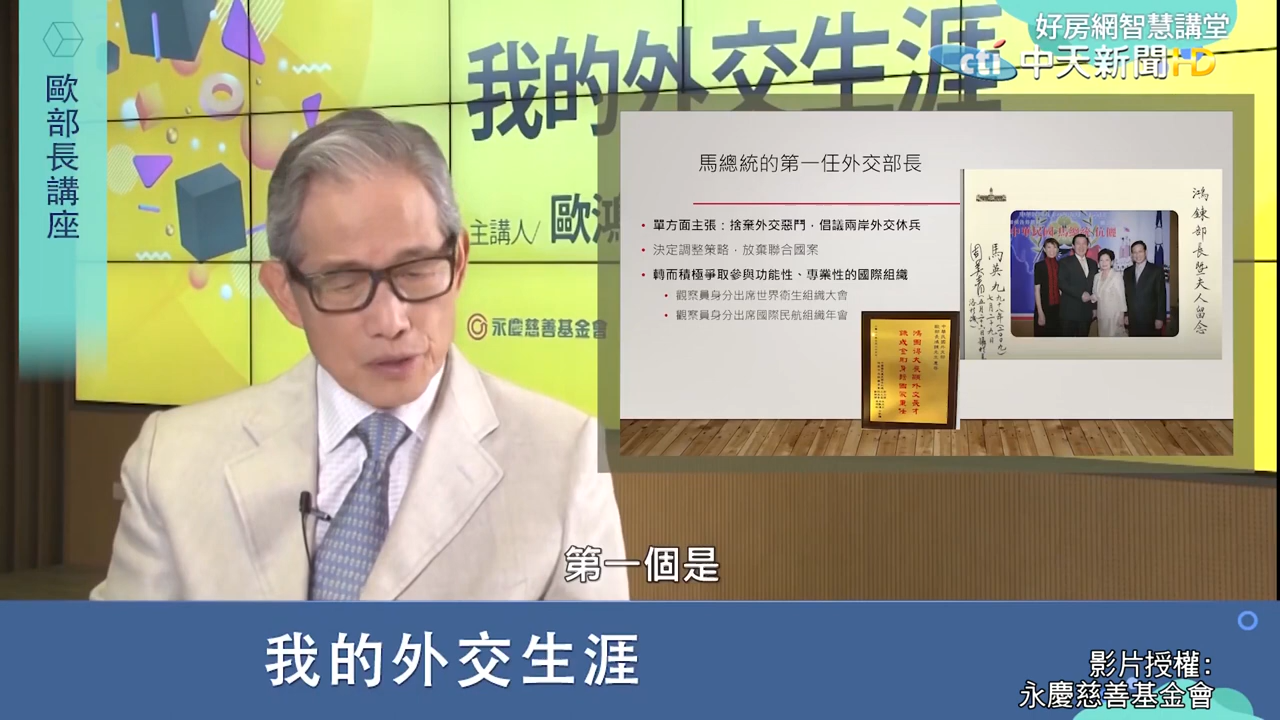 歐部長講座
好房網智慧講堂
cti 中天新聞HD
我的外交生涯
主講人/ 歐鴻
永慶慈善基金會
馬總統的第一任外交部長
• 單方面主張：捨棄外交惡鬥，倡議兩岸外交休兵
• 決定調整策略，放棄聯合國案
• 轉而積極爭取參與功能性、專業性的國際組織
• 觀察員身分出席世界衛生組織大會
• 觀察員身分出席國際民航組織年會
鴻鍊部長暨夫人留念
馬英九
第一個是
我的外交生涯
影片授權:
永慶慈善基金會